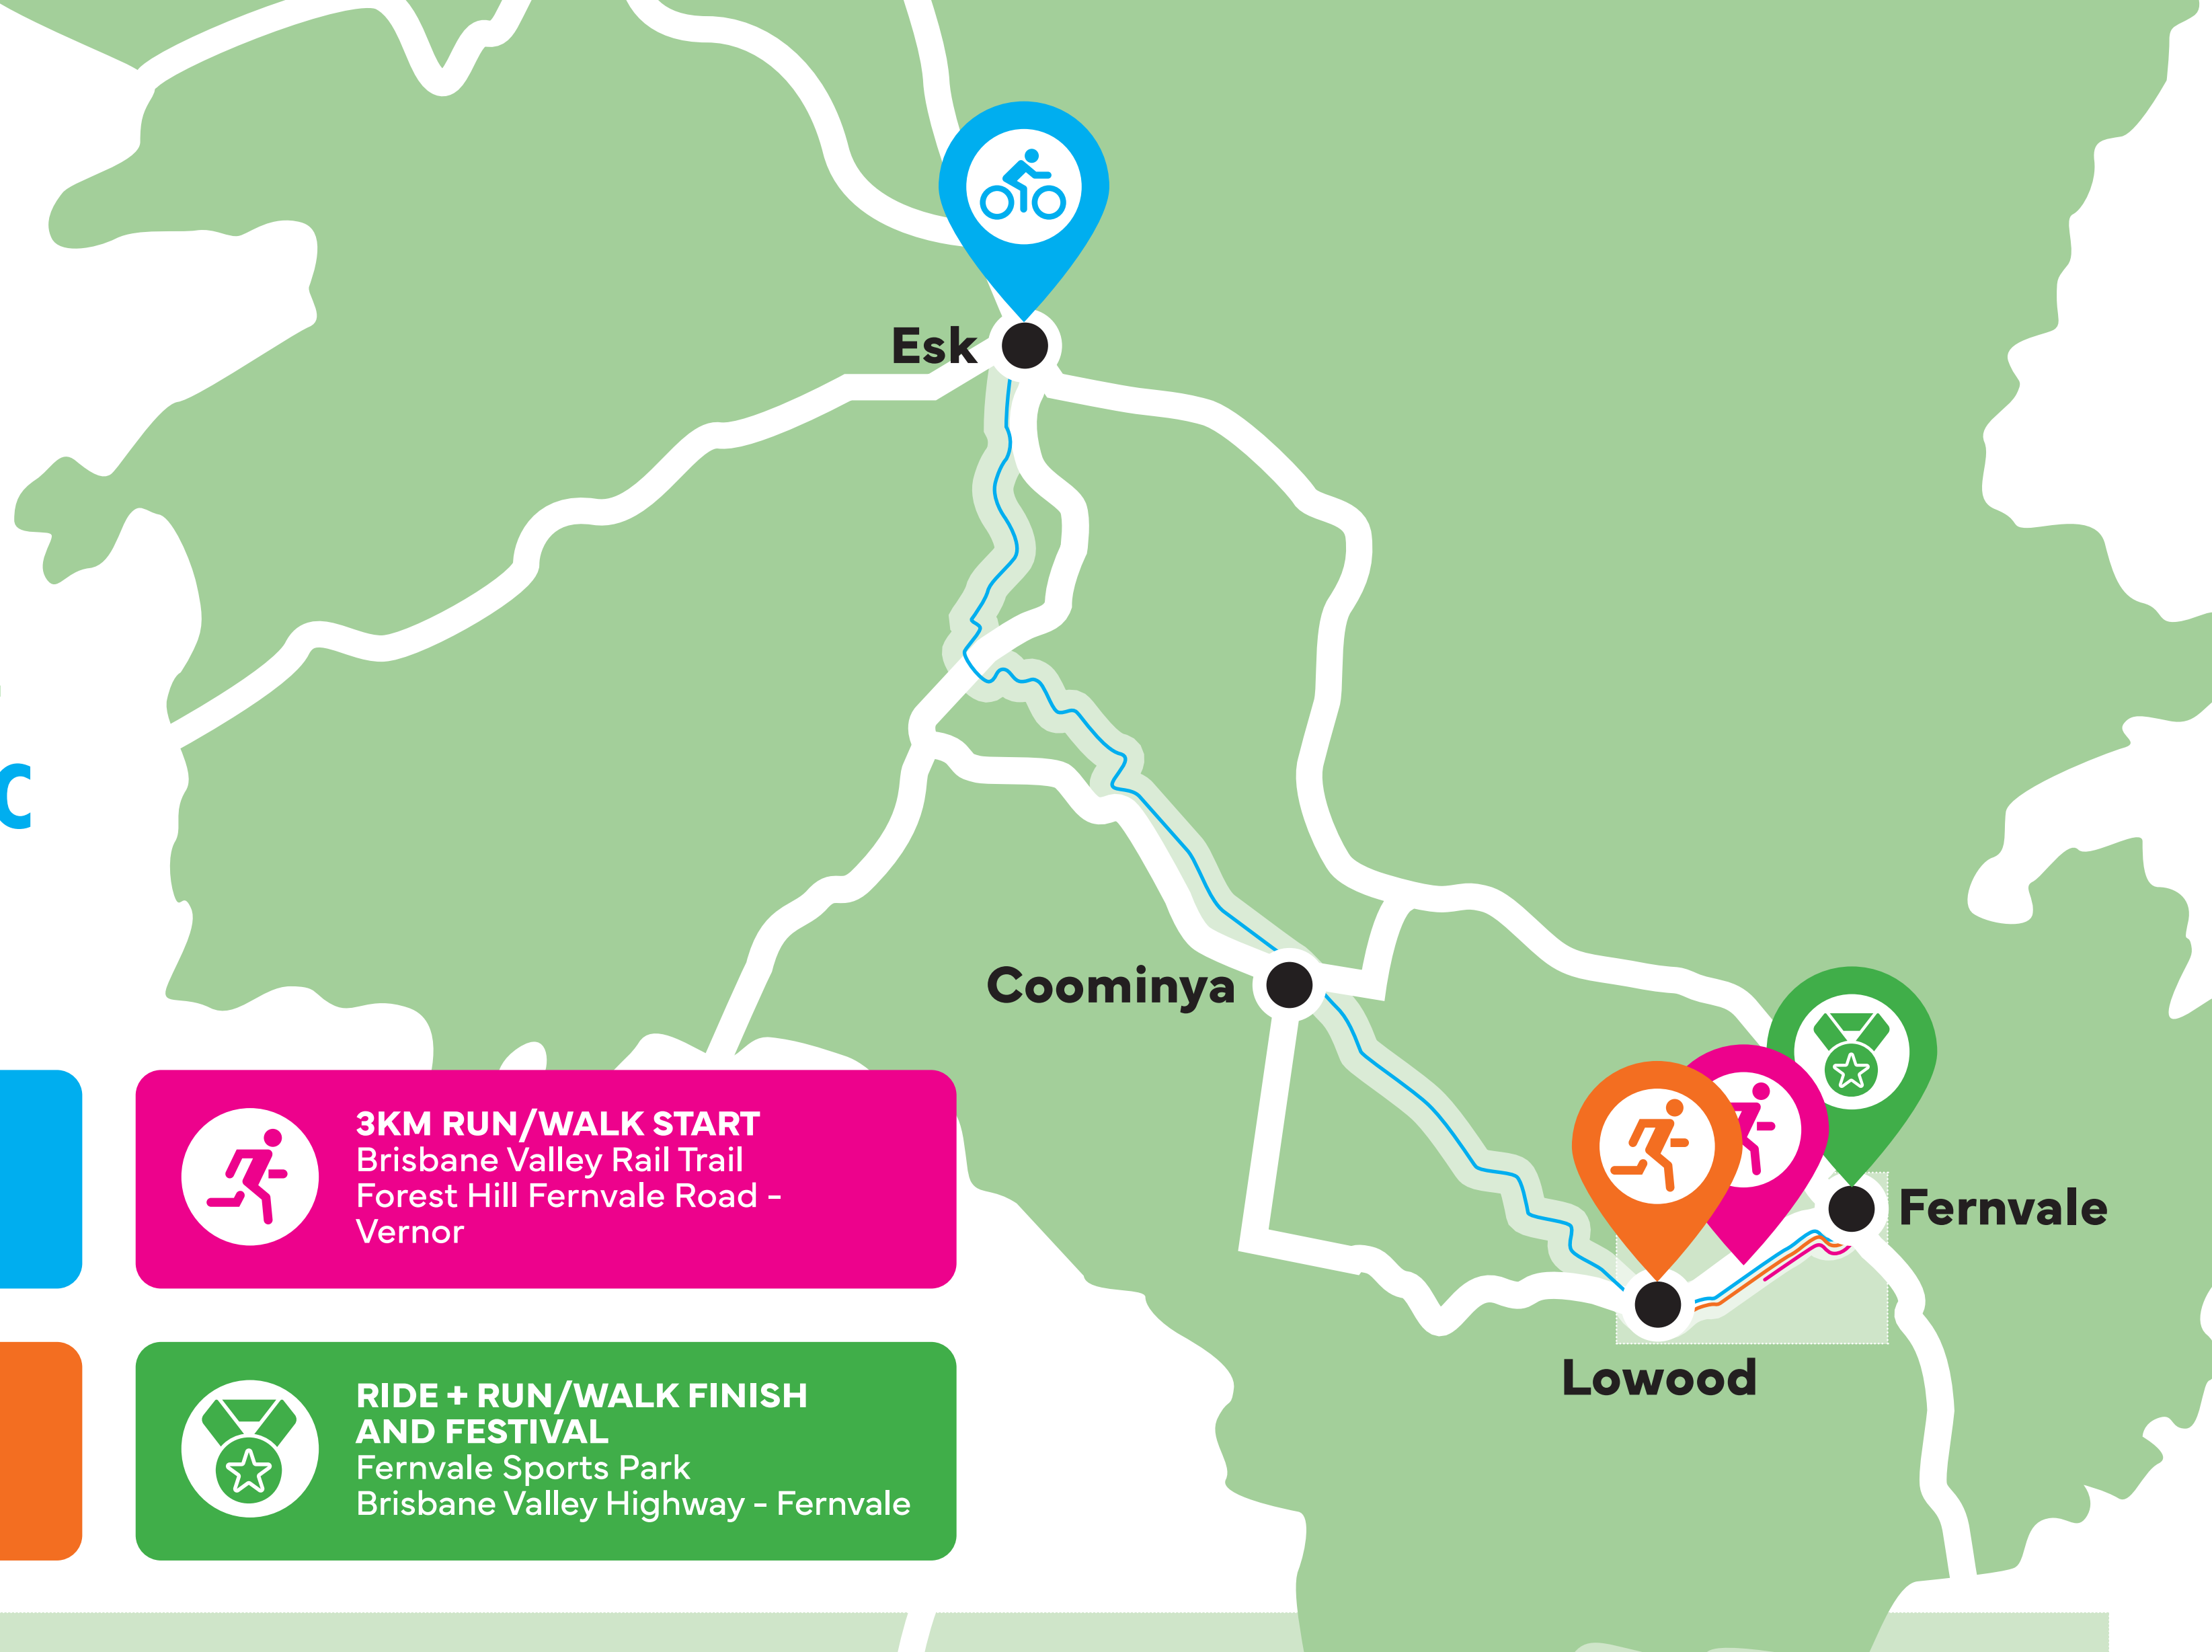 Esk
c
Coominya
Fernvale
Lowood
3KM RUN/WALK START
Brisbane Valley Rail Trail
Forest Hill Fernvale Road –
Vernor
RIDE + RUN/WALK FINISH
AND FESTIVAL
Fernvale Sports Park
Brisbane Valley Highway – Fernvale